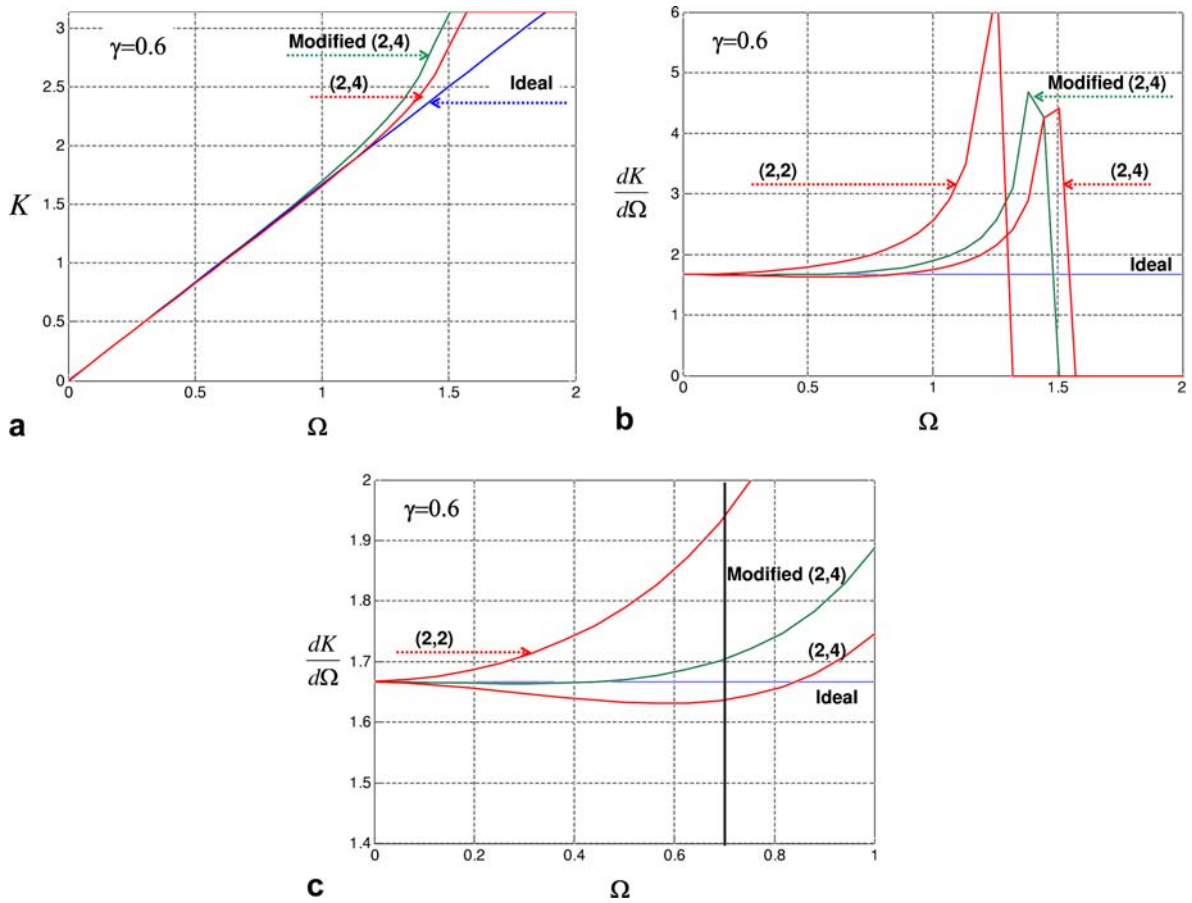 γ=0.6
Modified (2,4)
(2,4)
Ideal
K
3
2.5
2
1.5
1
0.5
0
0 0.5 1 1.5 2
a Ω
γ=0.6
Modified (2,4)
(2,2)
(2,4)
Ideal
dK
dΩ
6
5
4
3
2
1
0
0 0.5 1 1.5 2
b Ω
γ=0.6
Modified (2,4)
(2,2)
(2,4)
Ideal
dK
dΩ
2
1.9
1.8
1.7
1.6
1.5
1.4
0 0.2 0.4 0.6 0.8 1
c Ω